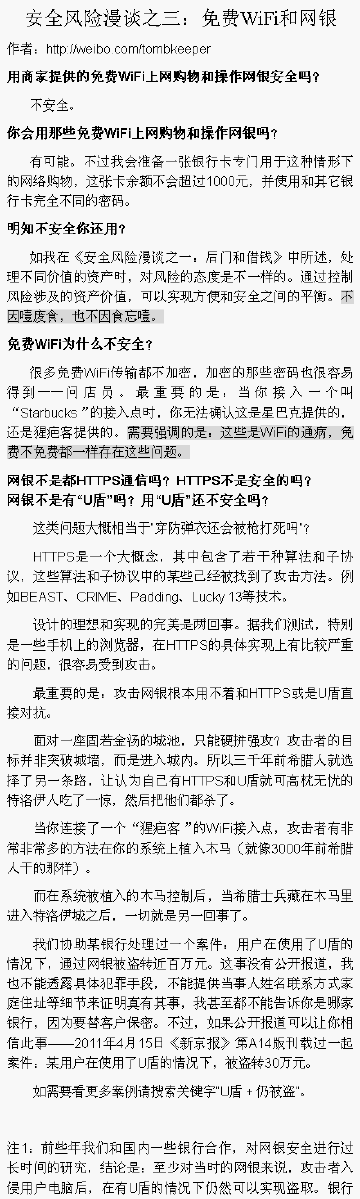 安全风险漫谈之三：免费WiFi和网银
作者：http://weibo.com/tombkeeper
用商家提供的免费WiFi上网购物和操作网银安全吗？
不安全。
你会用那些免费WiFi上网购物和操作网银吗？
有可能。不过我会准备一张银行卡专门用于这种情形下
的网络购物，这张卡余额不会超过1000元，并使用和其它银
行卡完全不同的密码。
明知不安全你还用？
如我在《安全风险漫谈之一：后门和借钱》中所述，处
理不同价值的资产时，对风险的态度是不一样的。通过控制
风险涉及的资产价值，可以实现方便和安全之间的平衡。不
因噎废食，也不因食忘噎。
免费WiFi为什么不安全？
很多免费WiFi传输都不加密，加密的那些密码也很容易
得到——问店员。最重要的是：当你接入一个叫
“Starbucks”的接入点时，你无法确认这是星巴克提供的，
还是猩疤客提供的。需要强调的是：这些是WiFi的通病，免
费不免费都一样存在这些问题。
网银不是都HTTPS通信吗？HTTPS不是安全的吗？
网银不是有“U盾”吗？用“U盾”还不安全吗？
这类问题大概相当于“穿防弹衣还会被枪打死吗”？
HTTPS是一个大概念，其中包含了若干种算法和子协
议，这些算法和子协议中的某些已经被找到了攻击方法。例
如BEAST、CRIME、Padding、Lucky 13等技术。
设计的理想和实现的完美是两回事。据我们测试，特别
是一些手机上的浏览器，在HTTPS的具体实现上有比较严重
的问题，很容易受到攻击。
最重要的是：攻击网银根本用不着和HTTPS或是U盾直
接对抗。
面对一座固若金汤的城池，只能硬拼强攻？攻击者的目
标并非突破城墙，而是进入城内。所以三千年前希腊人就选
择了另一条路，让认为自己有HTTPS和U盾就可高枕无忧的
特洛伊人吃了一惊，然后把他们都杀了。
当你连接了一个“猩疤客”的WiFi接入点，攻击者有非
常非常多的方法在你的系统上植入木马（就像3000年前希腊
人干的那样）。
而在系统被植入的木马控制后，当希腊士兵藏在木马里
进入特洛伊城之后，一切就是另一回事了。
我们协助某银行处理过一个案件：用户在使用了U盾的
情况下，通过网银被盗转近百万元。这事没有公开报道，我
也不能透露具体犯罪手段，不能提供当事人姓名联系方式家
庭住址等细节来证明真有其事，我甚至都不能告诉你是哪家
银行，因为要替客户保密。不过，如果公开报道可以让你相
信此事——2011年4月15日《新京报》第A14版刊载过一起
案件：某用户在使用了U盾的情况下，被盗转30万元。
如需要看更多案例请搜索关键字“U盾 + 仍被盗”。
注1：前些年我们和国内一些银行合作，对网银安全进行过
长时间的研究，结论是：至少对当时的网银来说，攻击者入
侵用户电脑后，在有U盾的情况下仍然可以实现盗取。银行